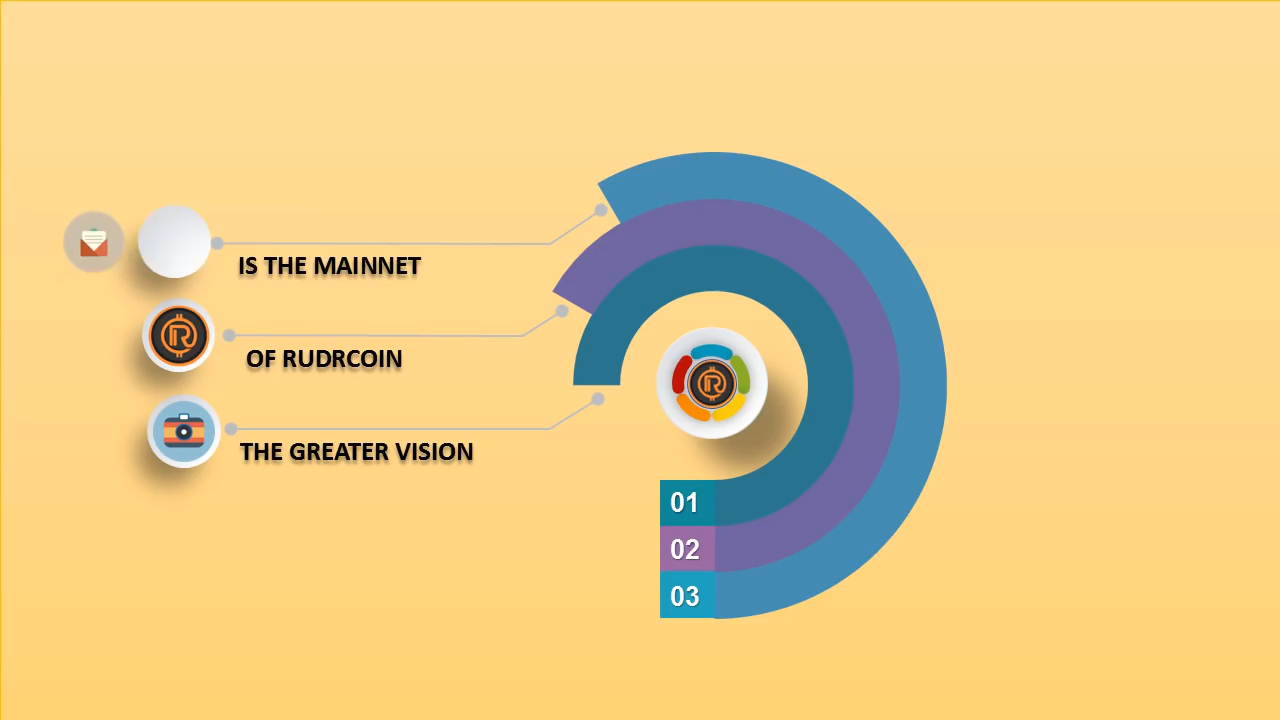 IS THE MAINNET
OF RUDRCOIN
THE GREATER VISION
01
02
03